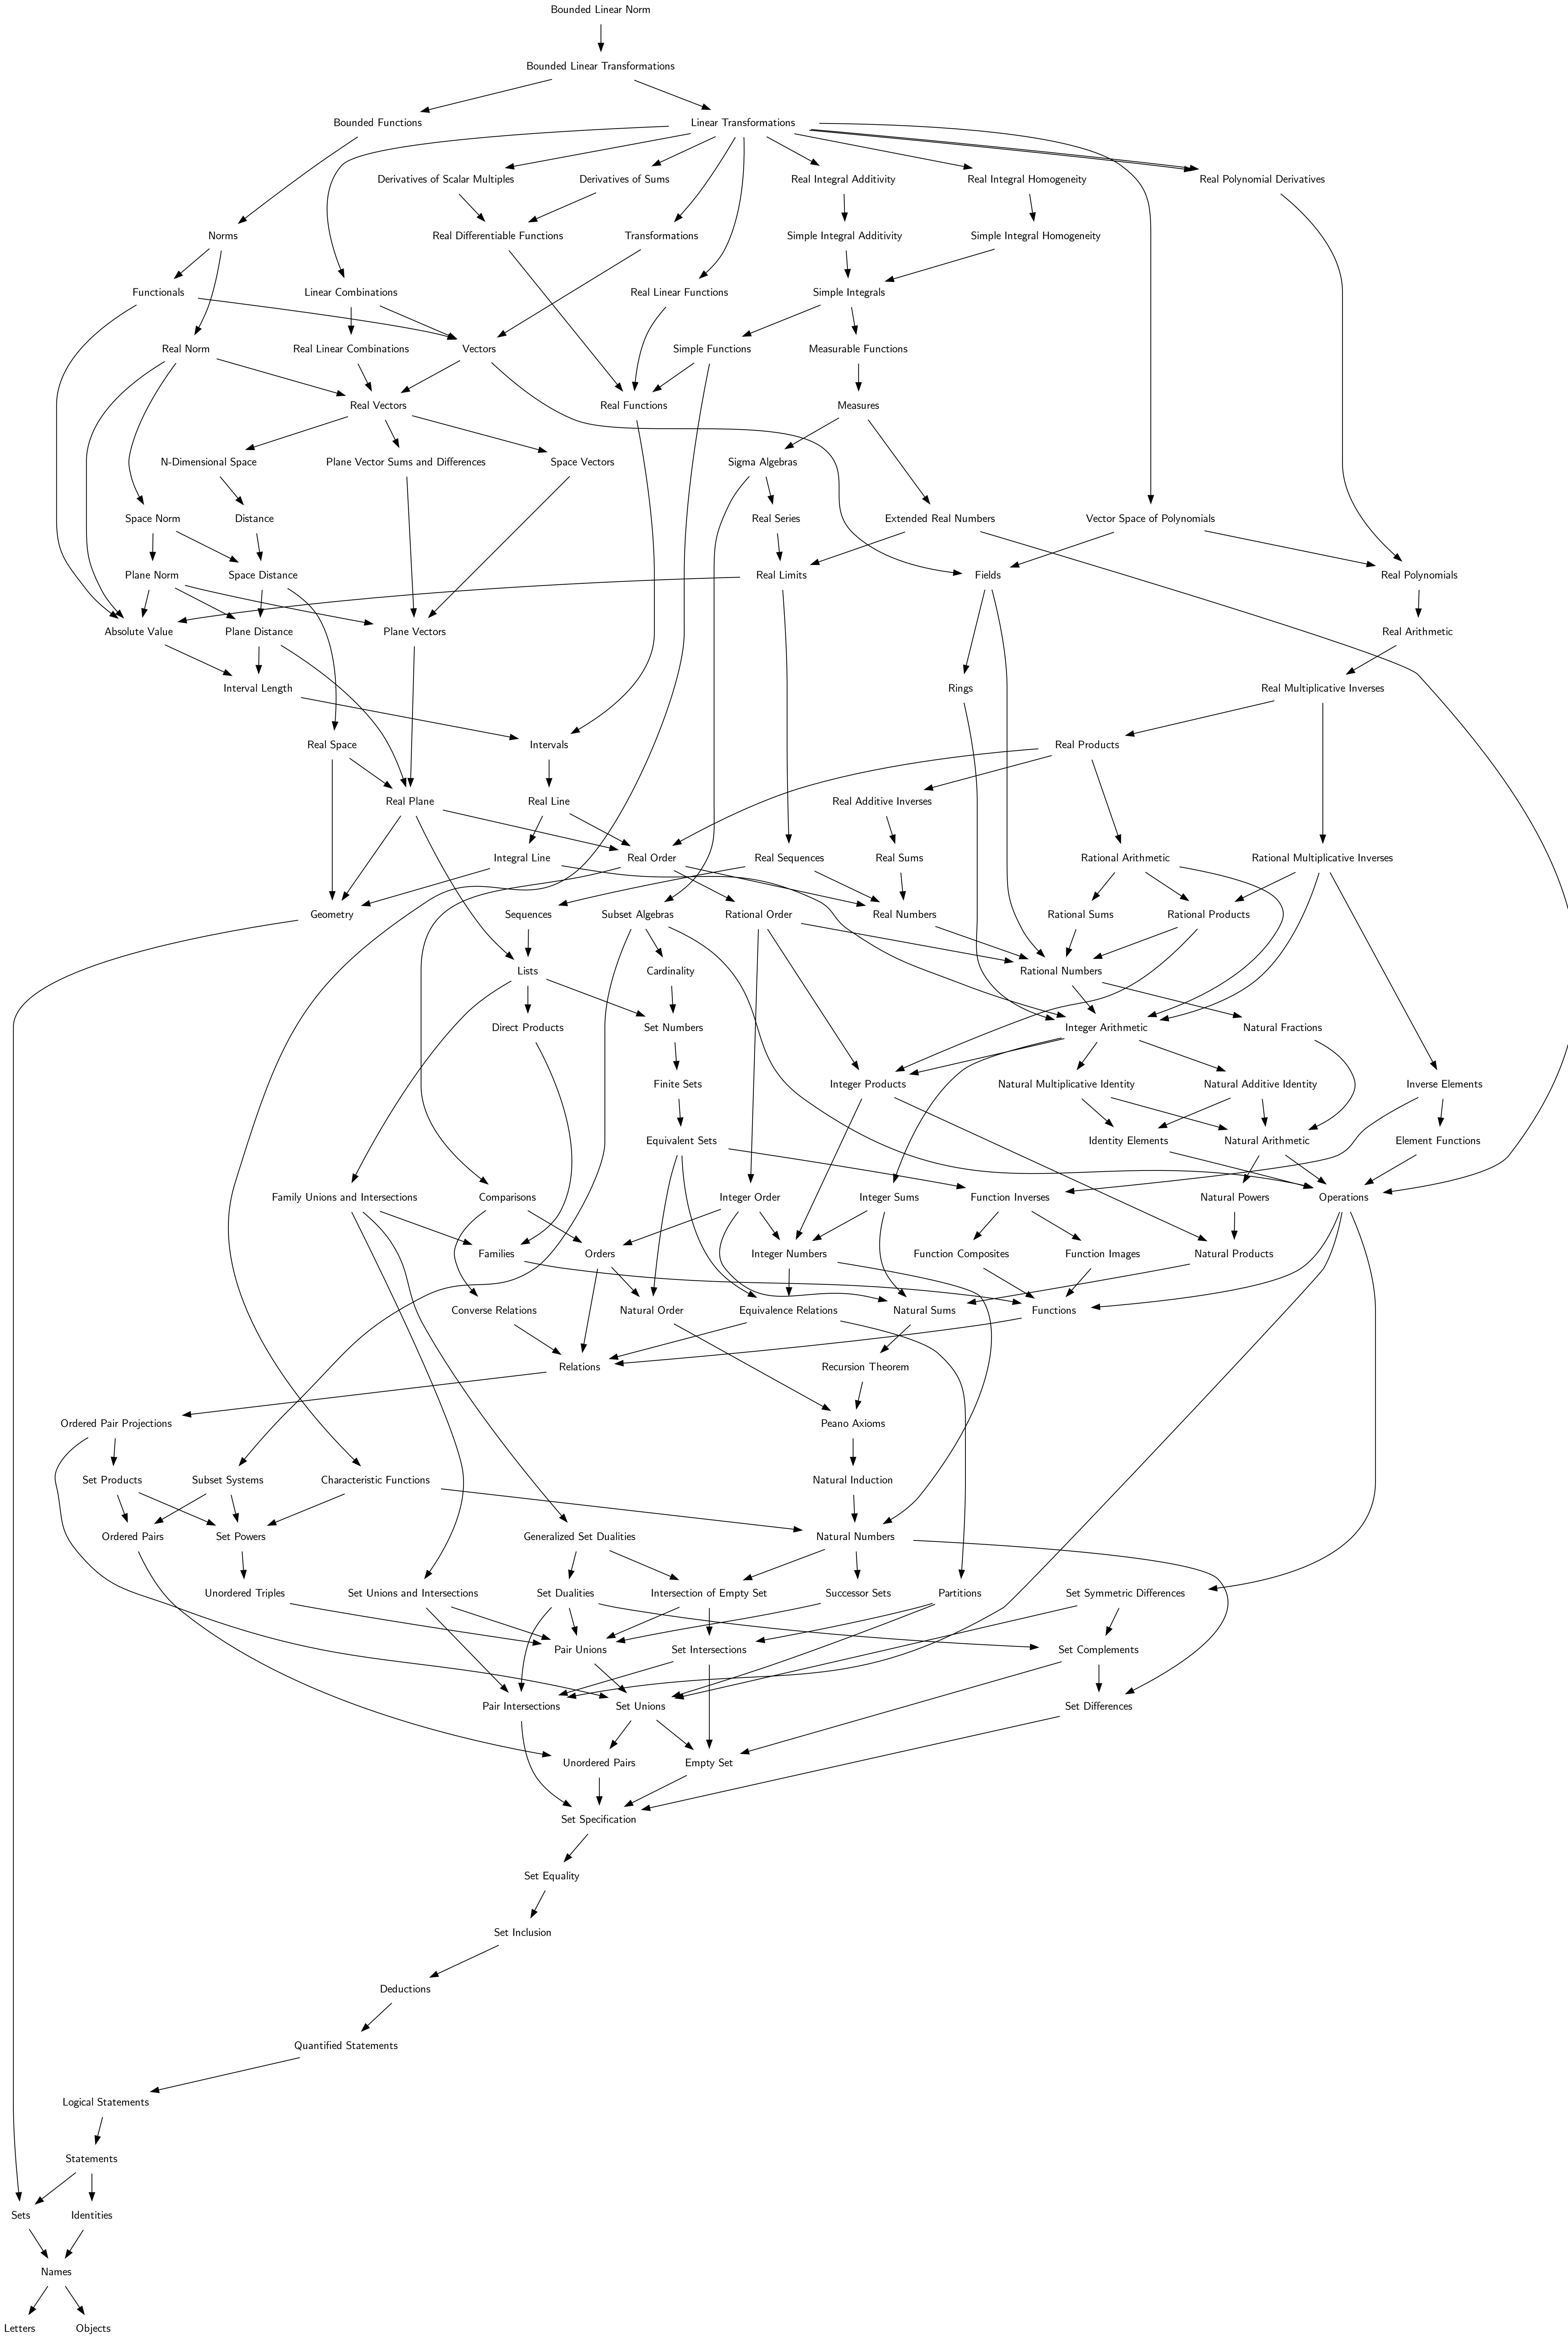 Bounded Linear Norm
Bounded Linear Transformations
Bounded Functions
Linear Transformations
Derivatives of Scalar Multiples
Derivatives of Sums
Real Integral Additivity
Real Integral Homogeneity
Real Polynomial Derivatives
Norms
Real Differentiable Functions
Transformations
Simple Integral Additivity
Simple Integral Homogeneity
Functionals
Linear Combinations
Real Linear Functions
Simple Integrals
Real Norm
Real Linear Combinations
Vectors
Simple Functions
Measurable Functions
Real Vectors
Real Functions
Measures
N-Dimensional Space
Plane Vector Sums and Differences
Space Vectors
Sigma Algebras
Space Norm
Distance
Real Series
Extended Real Numbers
Vector Space of Polynomials
Plane Norm
Space Distance
Real Limits
Fields
Real Polynomials
Absolute Value
Plane Distance
Plane Vectors
Real Arithmetic
Interval Length
Rings
Real Multiplicative Inverses
Real Space
Intervals
Real Products
Real Plane
Real Line
Real Additive Inverses
Integral Line
Real Order
Real Sequences
Real Sums
Rational Arithmetic
Rational Multiplicative Inverses
Geometry
Sequences
Subset Algebras
Rational Order
Real Numbers
Rational Sums
Rational Products
Lists
Cardinality
Rational Numbers
Direct Products
Set Numbers
Integer Arithmetic
Natural Fractions
Finite Sets
Integer Products
Natural Multiplicative Identity
Natural Additive Identity
Inverse Elements
Equivalent Sets
Identity Elements
Natural Arithmetic
Element Functions
Family Unions and Intersections
Comparisons
Integer Order
Integer Sums
Function Inverses
Natural Powers
Operations
Families
Orders
Integer Numbers
Function Composites
Function Images
Natural Products
Converse Relations
Natural Order
Equivalence Relations
Natural Sums
Functions
Relations
Recursion Theorem
Ordered Pair Projections
Peano Axioms
Set Products
Subset Systems
Characteristic Functions
Natural Induction
Ordered Pairs
Set Powers
Generalized Set Dualities
Natural Numbers
Unordered Triples
Set Unions and Intersections
Set Dualities
Intersection of Empty Set
Successor Sets
Partitions
Set Symmetric Differences
Pair Unions
Set Intersections
Set Complements
Pair Intersections
Set Unions
Set Differences
Unordered Pairs
Empty Set
Set Specification
Set Equality
Set Inclusion
Deductions
Quantified Statements
Logical Statements
Statements
Sets
Identities
Names
Letters
Objects